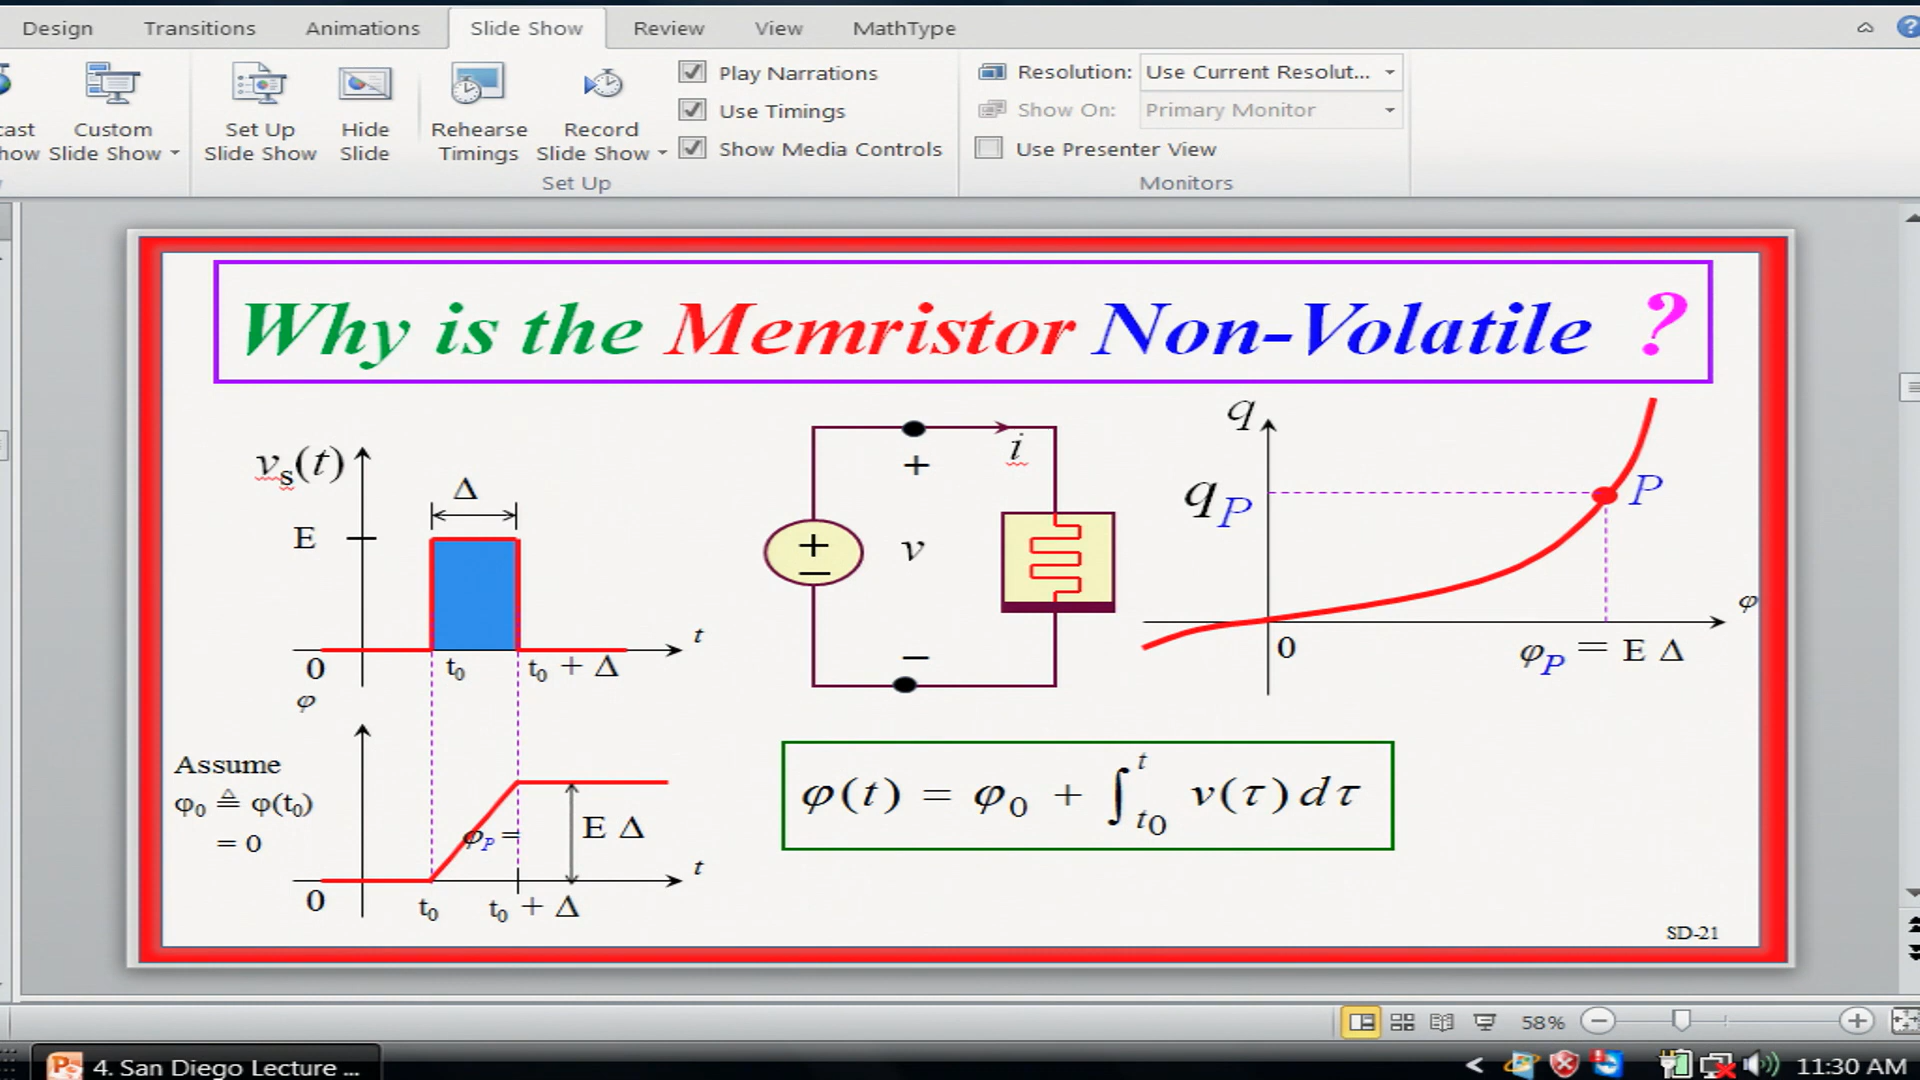 Design Transitions Animations Slide Show Review View MathType
Custom Slide Show
Set Up Slide Show
Hide Slide
Rehearse Timings
Record Slide Show
Play Narrations
Use Timings
Show Media Controls
Set Up
Resolution: Use Current Resolut...
Show On: Primary Monitor
Use Presenter View
Monitors
Why is the Memristor Non-Volatile ?
vs(t)
Δ
E
0 t₀ t₀ + Δ t
φ
Assume
φ₀ ≜ φ(t₀)
= 0
φP = E Δ
0 t₀ t₀ + Δ t
+
i
+
−
v
−
q
qP
P
φ
0
φP = E Δ
φ(t) = φ₀ + ∫t₀t v(τ) dτ
SD-21
58%
4. San Diego Lecture ...
11:30 AM